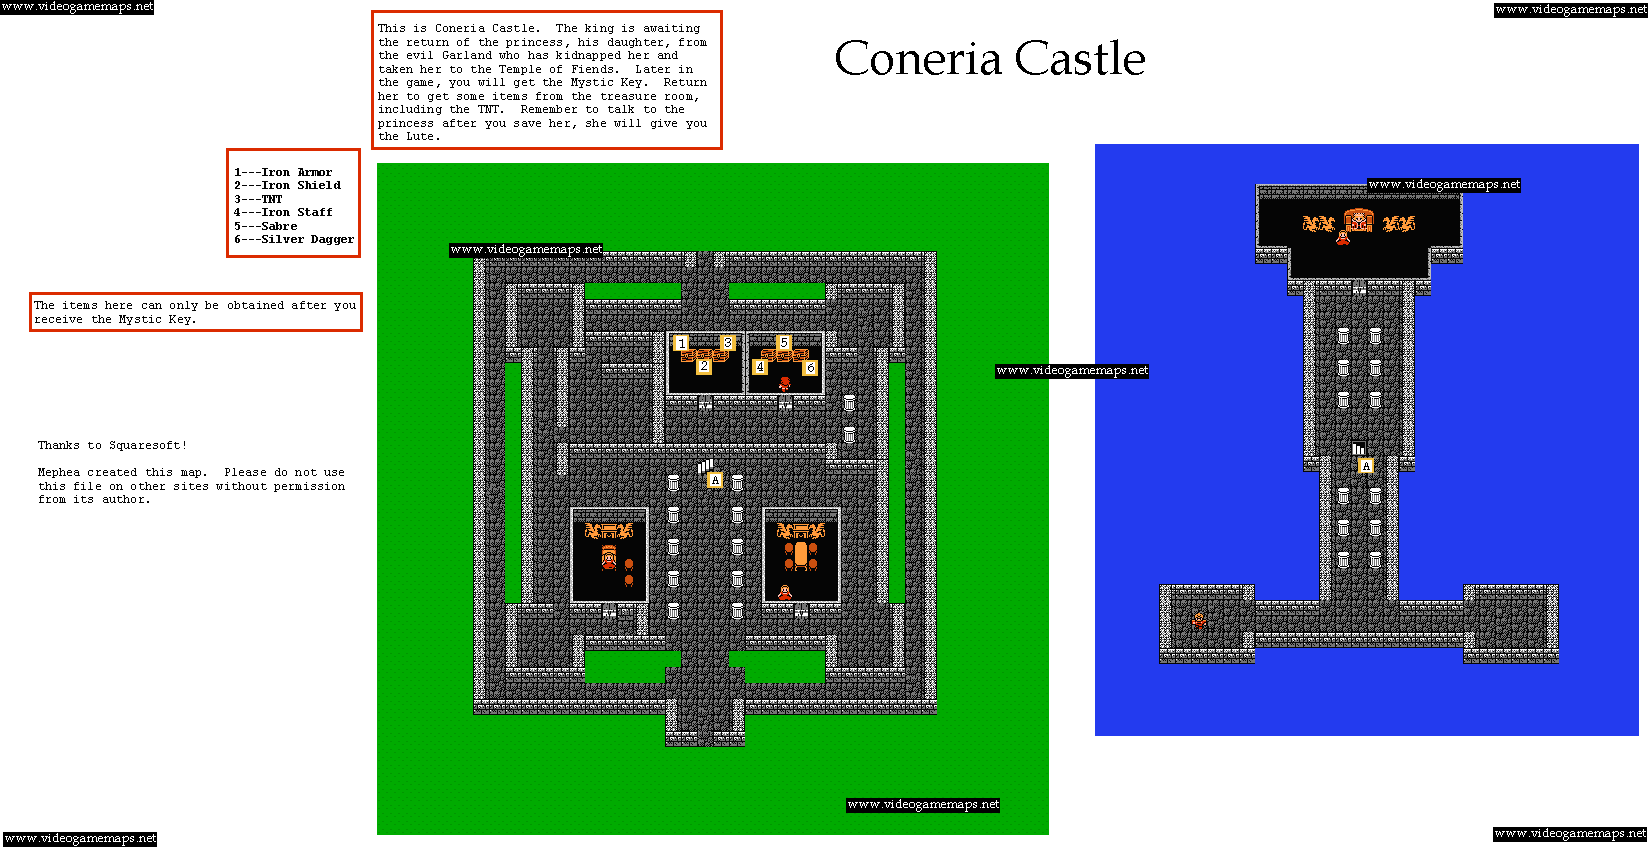 www.videogamemaps.net
www.videogamemaps.net
This is Coneria Castle.  The king is awaiting
the return of the princess, his daughter, from
the evil Garland who has kidnapped her and
taken her to the Temple of Fiends.  Later in
the game, you will get the Mystic Key.  Return
her to get some items from the treasure room,
including the TNT.  Remember to talk to the
princess after you save her, she will give you
the Lute.
Coneria Castle
1---Iron Armor
2---Iron Shield
3---TNT
4---Iron Staff
5---Sabre
6---Silver Dagger
www.videogamemaps.net
www.videogamemaps.net
The items here can only be obtained after you
receive the Mystic Key.
1
3
5
2
4
6
www.videogamemaps.net
Thanks to Squaresoft!
Mephea created this map.  Please do not use
this file on other sites without permission
from its author.
A
A
www.videogamemaps.net
www.videogamemaps.net
www.videogamemaps.net